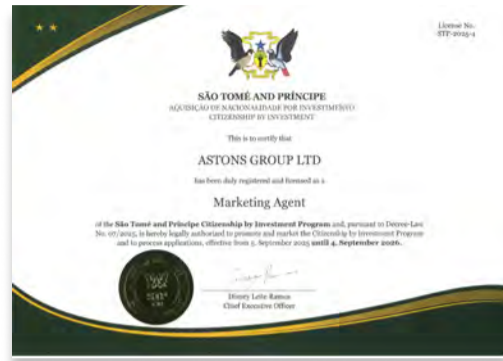 License No.
STP-2025-1
SÃO TOMÉ AND PRÍNCIPE
AQUISIÇÃO DE NACIONALIDADE POR INVESTIMENTO
CITIZENSHIP BY INVESTMENT
This is to certify that
ASTONS GROUP LTD
has been duly registered and licensed as a
Marketing Agent
of the São Tomé and Príncipe Citizenship by Investment Program and, pursuant to Decree-Law
No. 07/2025, is hereby legally authorized to promote and market the Citizenship by Investment Program
and to process applications, effective from 5. September 2025 until 4. September 2026.
Leite Ramos
Chief Executive Officer